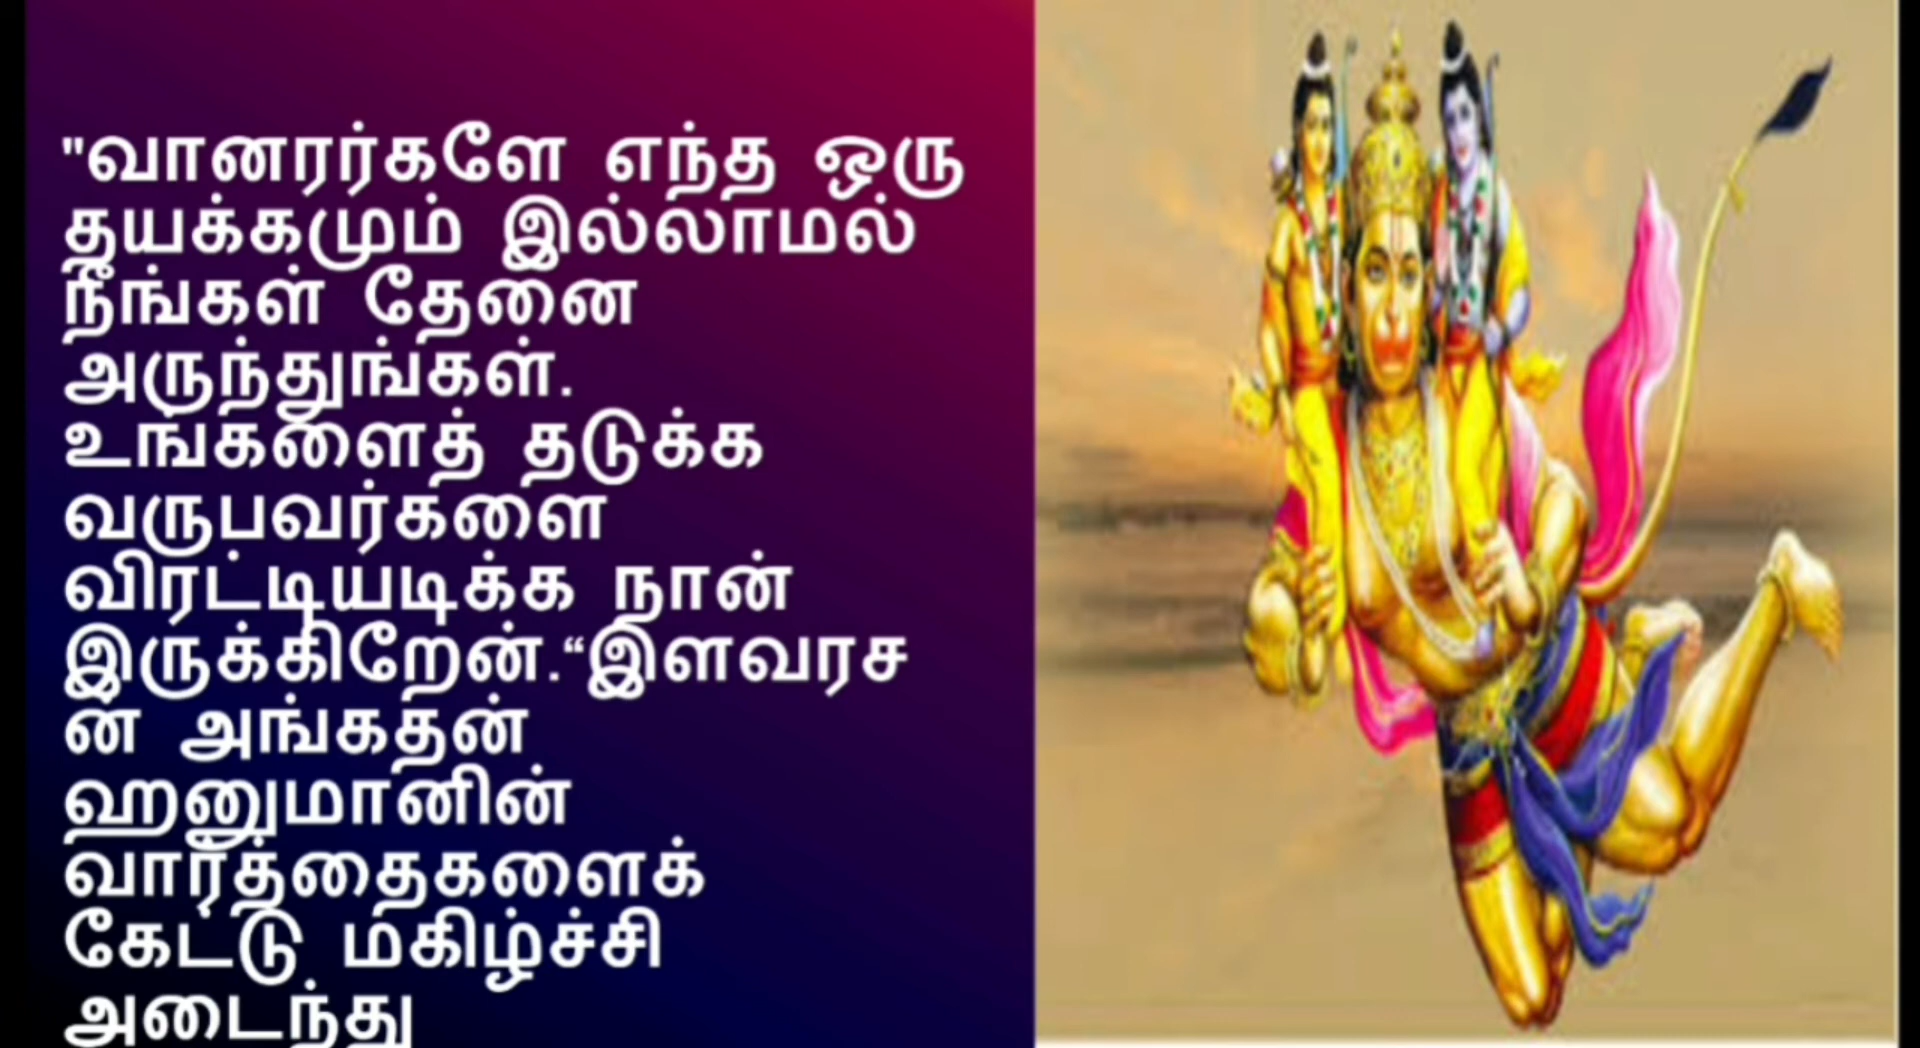 "வானரர்களே எந்த ஒரு
தயக்கமும் இல்லாமல்
நீங்கள் தேனை
அருந்துங்கள்.
உங்களைத் தடுக்க
வருபவர்களை
விரட்டியடிக்க நான்
இருக்கிறேன்.“இளவரச
ன் அங்கதன்
ஹனுமானின்
வார்த்தைகளைக்
கேட்டு மகிழ்ச்சி
அடைந்து